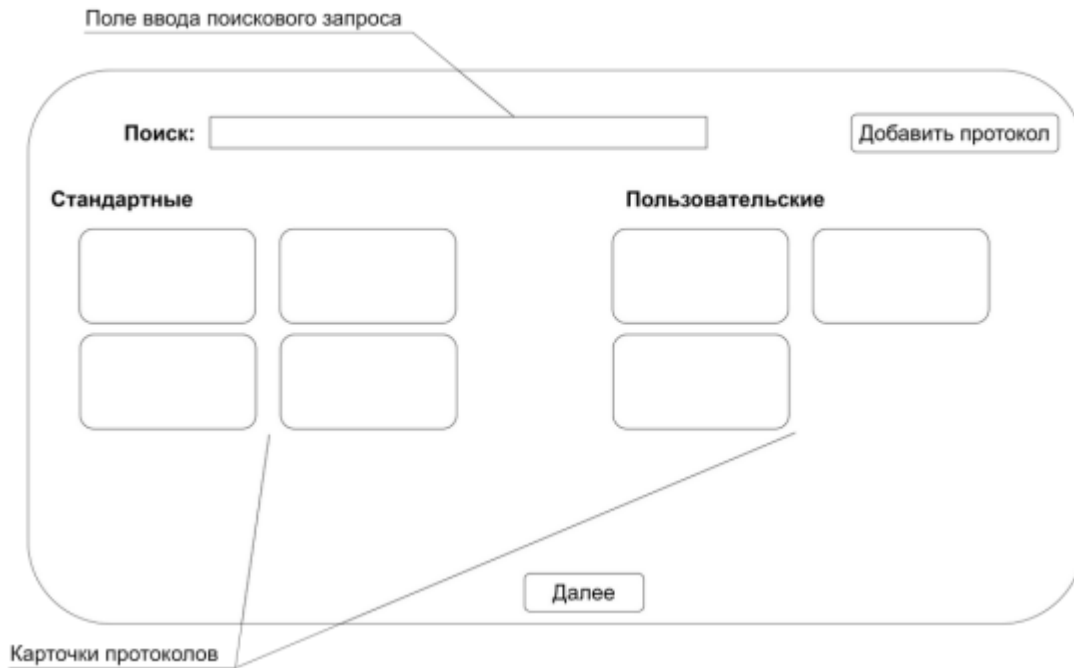 Поле ввода поискового запроса
Поиск:
Добавить протокол
Стандартные
Пользовательские
Далее
Карточки протоколов